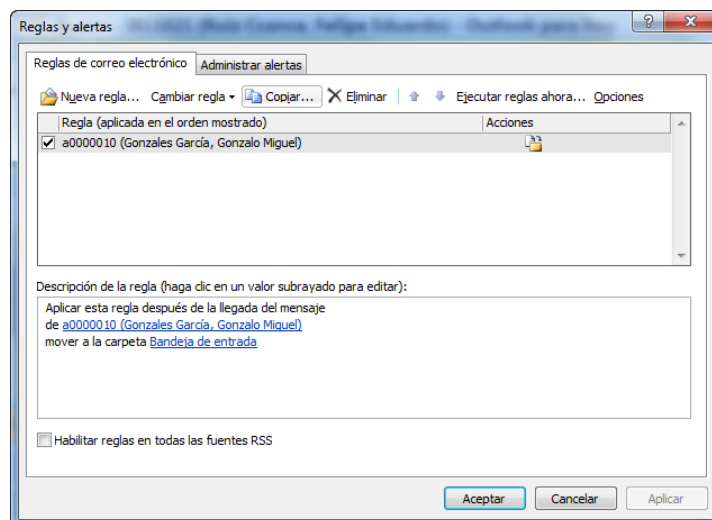 Reglas y alertas
Reglas de correo electrónico Administrar alertas
Nueva regla... Cambiar regla Copiar... Eliminar Ejecutar reglas ahora... Opciones
Regla (aplicada en el orden mostrado) Acciones
a0000010 (Gonzales García, Gonzalo Miguel)
Descripción de la regla (haga clic en un valor subrayado para editar):
Aplicar esta regla después de la llegada del mensaje
de a0000010 (Gonzales García, Gonzalo Miguel)
mover a la carpeta Bandeja de entrada
Habilitar reglas en todas las fuentes RSS
Aceptar Cancelar Aplicar